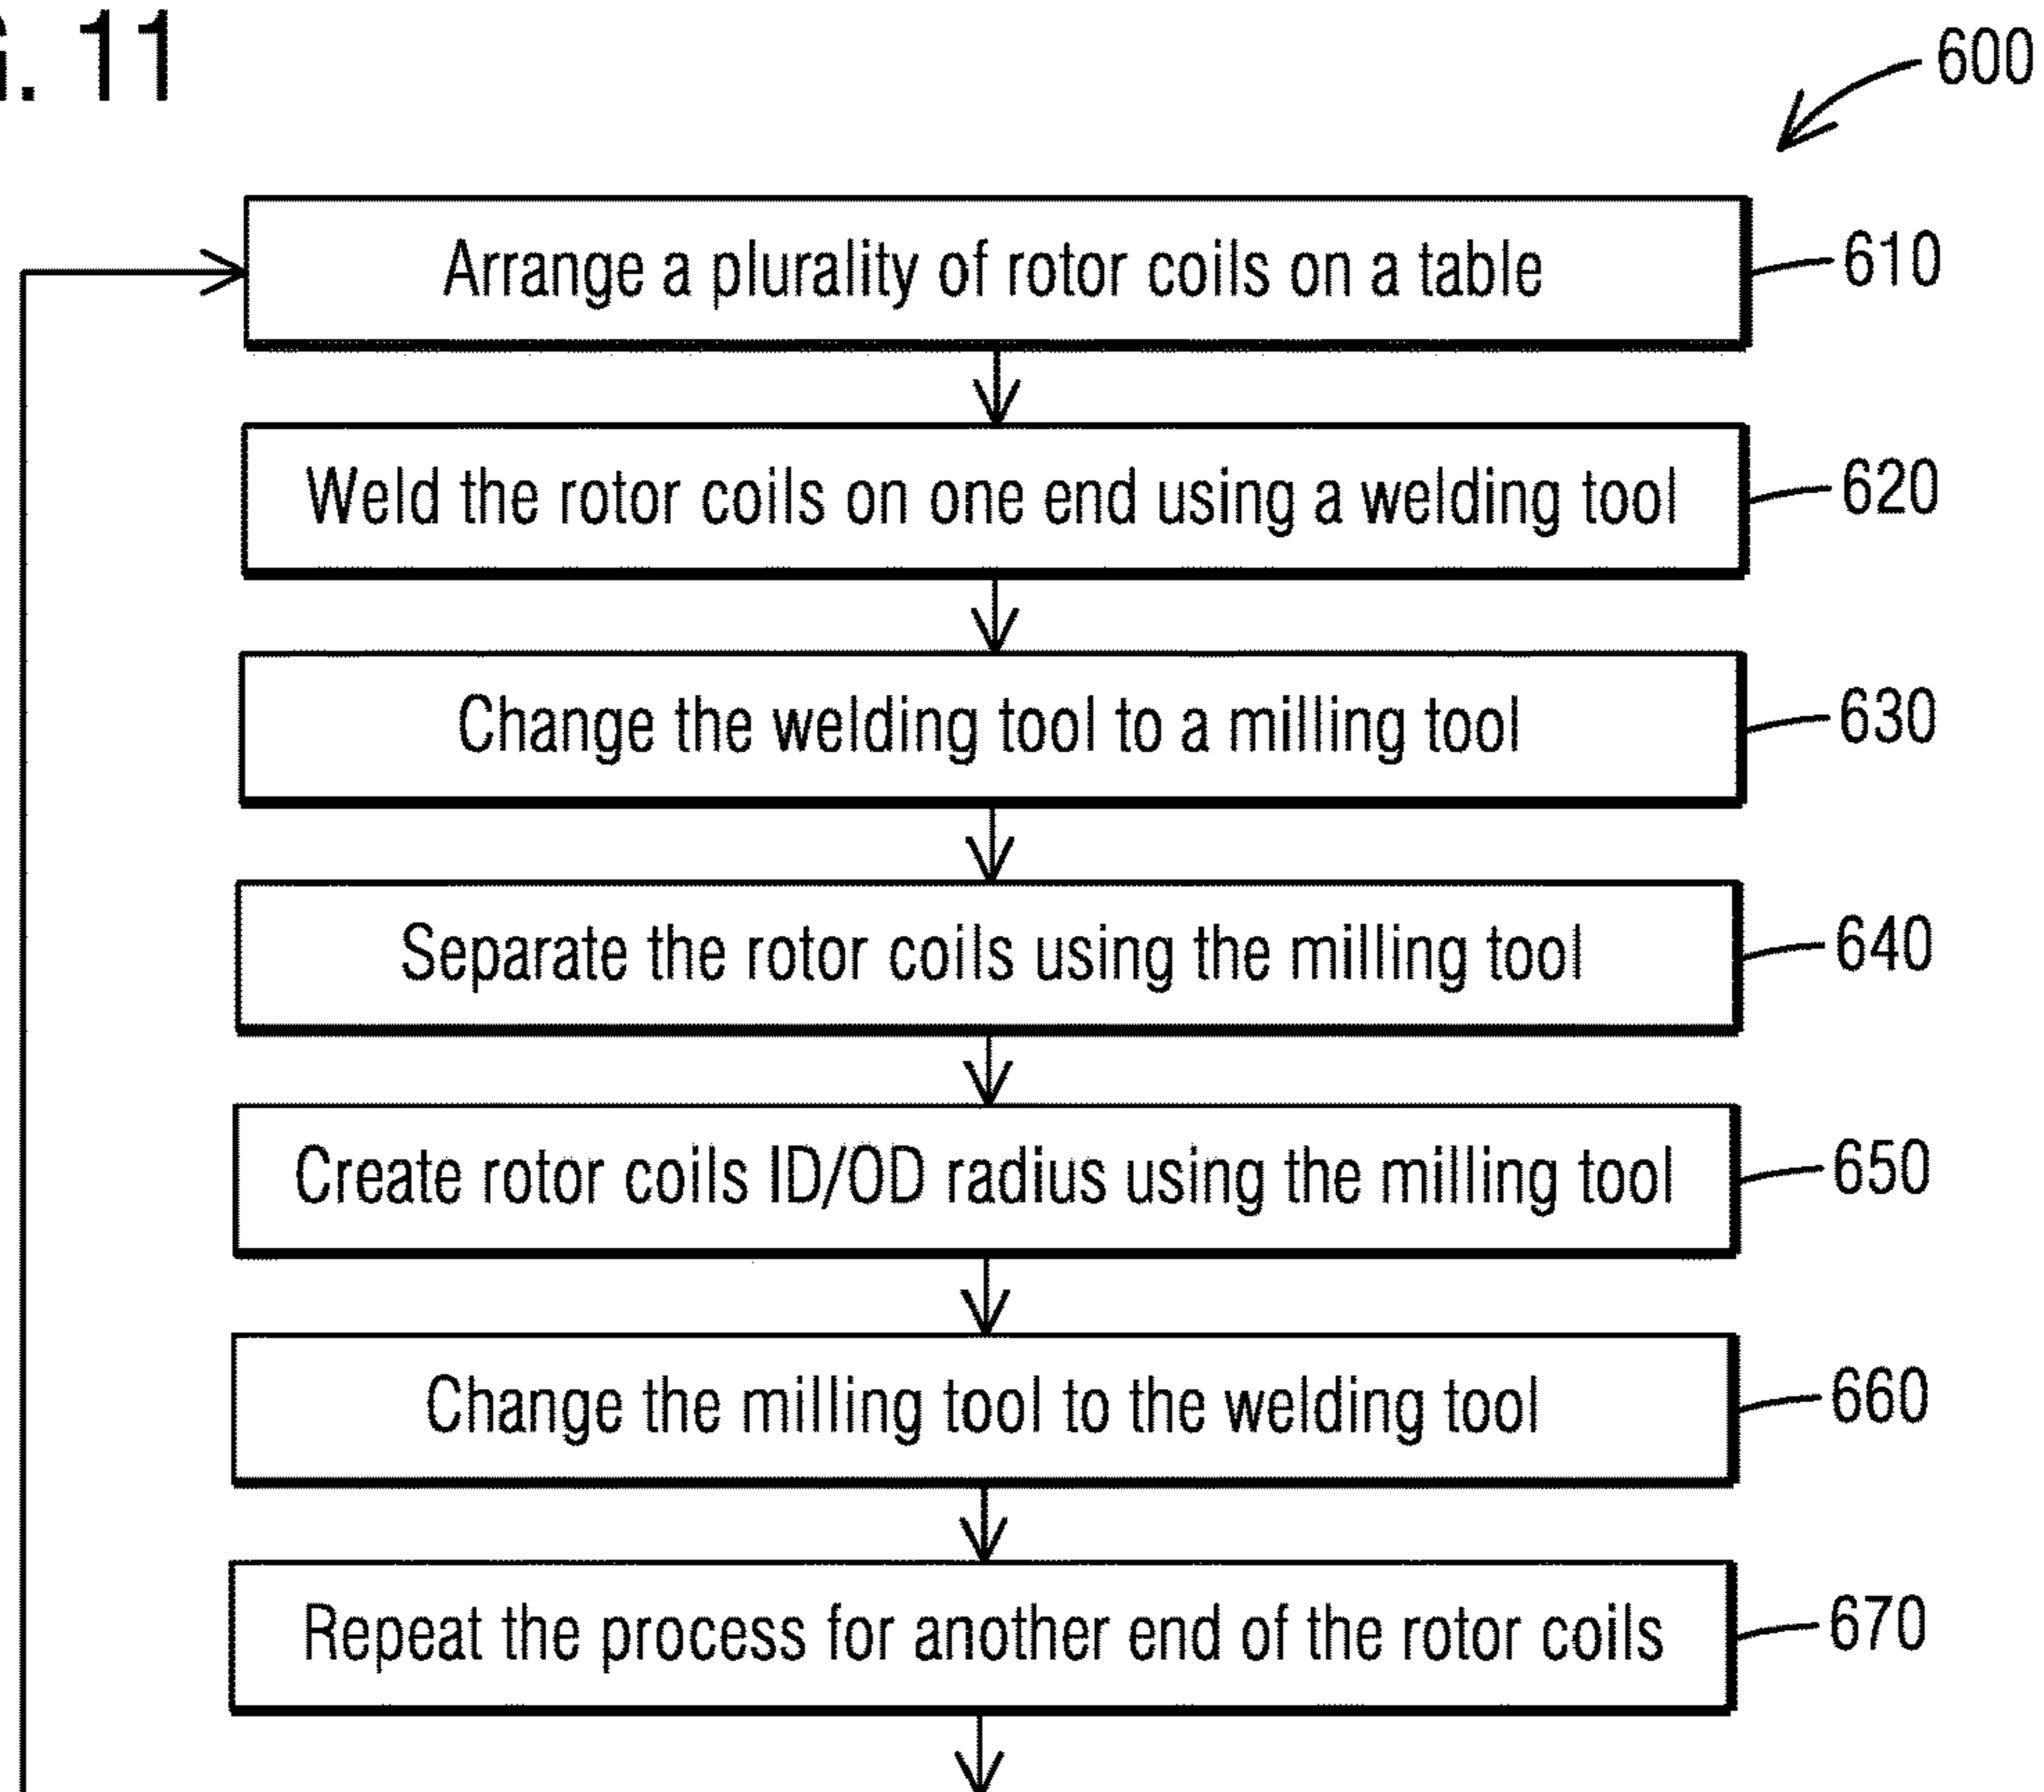 G. 11
600
Arrange a plurality of rotor coils on a table
610
Weld the rotor coils on one end using a welding tool
620
Change the welding tool to a milling tool
630
Separate the rotor coils using the milling tool
640
Create rotor coils ID/OD radius using the milling tool
650
Change the milling tool to the welding tool
660
Repeat the process for another end of the rotor coils
670